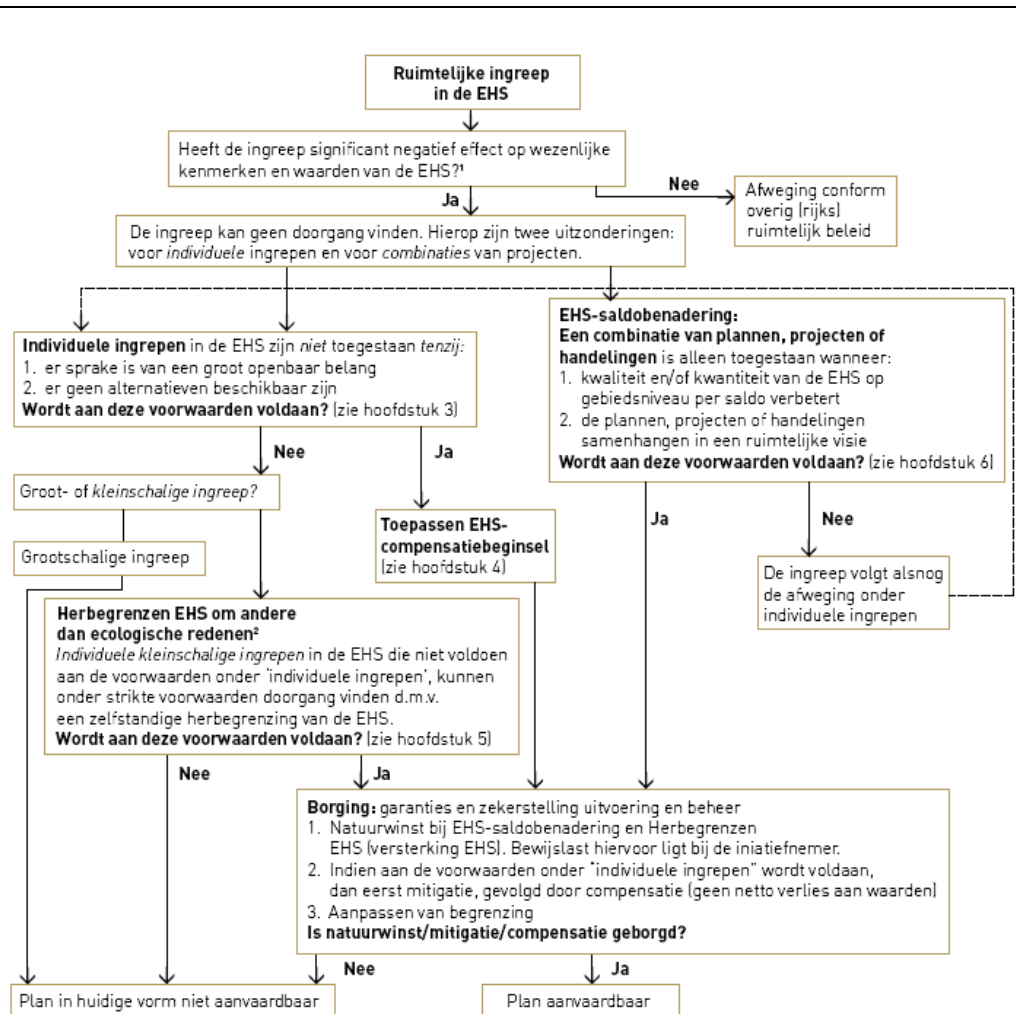 Ruimtelijke ingreep
in de EHS
Heeft de ingreep significant negatief effect op wezenlijke
kenmerken en waarden van de EHS?¹
Nee
Afweging conform
overig (rijks)
ruimtelijk beleid
Ja
De ingreep kan geen doorgang vinden. Hierop zijn twee uitzonderingen:
voor individuele ingrepen en voor combinaties van projecten.
Individuele ingrepen in de EHS zijn niet toegestaan tenzij:
1. er sprake is van een groot openbaar belang
2. er geen alternatieven beschikbaar zijn
Wordt aan deze voorwaarden voldaan? (zie hoofdstuk 3)
EHS-saldobenadering:
Een combinatie van plannen, projecten of
handelingen is alleen toegestaan wanneer:
1. kwaliteit en/of kwantiteit van de EHS op
gebiedsniveau per saldo verbetert
2. de plannen, projecten of handelingen
samenhangen in een ruimtelijke visie
Wordt aan deze voorwaarden voldaan? (zie hoofdstuk 6)
Nee
Ja
Groot- of kleinschalige ingreep?
Grootschalige ingreep
Toepassen EHS-
compensatiebeginsel
(zie hoofdstuk 4)
Ja
Nee
De ingreep volgt alsnog
de afweging onder
individuele ingrepen
Herbegrenzen EHS om andere
dan ecologische redenen²
Individuele kleinschalige ingrepen in de EHS die niet voldoen
aan de voorwaarden onder 'individuele ingrepen', kunnen
onder strikte voorwaarden doorgang vinden d.m.v.
een zelfstandige herbegrenzing van de EHS.
Wordt aan deze voorwaarden voldaan? (zie hoofdstuk 5)
Nee
Ja
Borging: garanties en zekerstelling uitvoering en beheer
1. Natuurwinst bij EHS-saldobenadering en Herbegrenzen
EHS (versterking EHS). Bewijslast hiervoor ligt bij de iniatiefnemer.
2. Indien aan de voorwaarden onder "individuele ingrepen" wordt voldaan,
dan eerst mitigatie, gevolgd door compensatie (geen netto verlies aan waarden)
3. Aanpassen van begrenzing
Is natuurwinst/mitigatie/compensatie geborgd?
Nee
Ja
Plan in huidige vorm niet aanvaardbaar
Plan aanvaardbaar